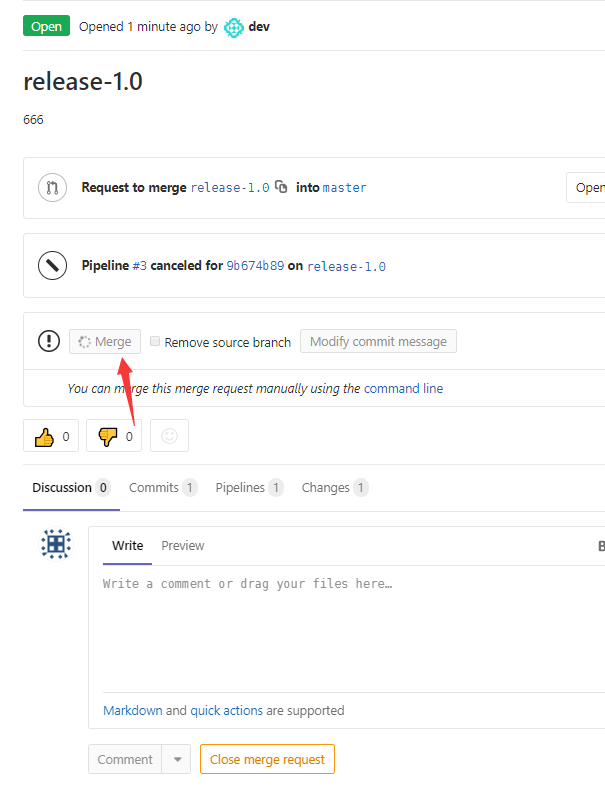 Open Opened 1 minute ago by dev
release-1.0
666
Request to merge release-1.0 into master Open
Pipeline #3 canceled for 9b674b89 on release-1.0
Merge Remove source branch Modify commit message
You can merge this merge request manually using the command line
0 0
Discussion 0 Commits 1 Pipelines 1 Changes 1
Write Preview B
Write a comment or drag your files here…
Markdown and quick actions are supported
Comment Close merge request